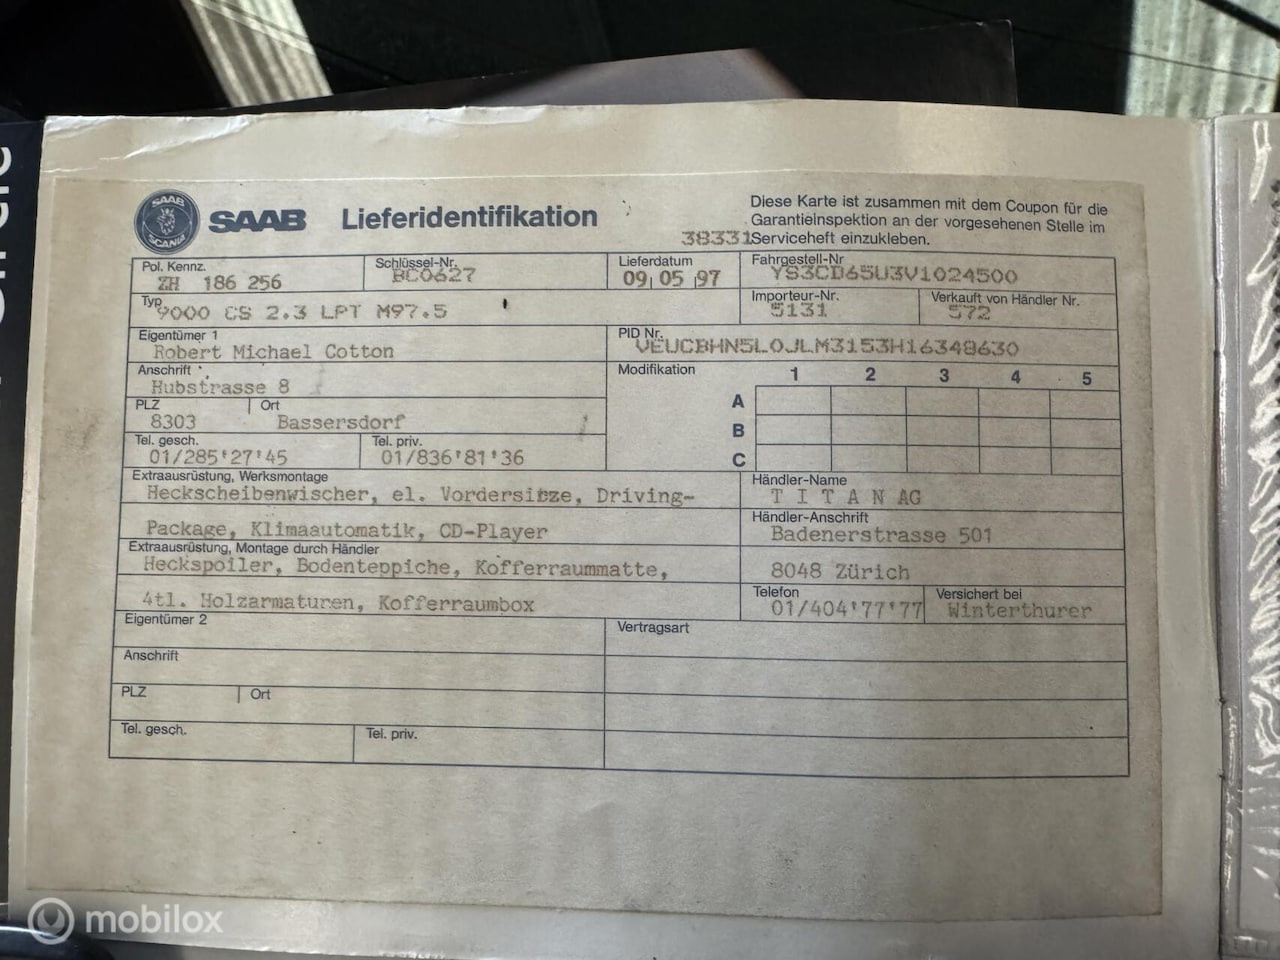 SAAB
SCANIA
SAAB Lieferidentifikation
Diese Karte ist zusammen mit dem Coupon für die
Garantieinspektion an der vorgesehenen Stelle im
38331 Serviceheft einzukleben.
Pol. Kennz. Schlüssel-Nr. Lieferdatum Fahrgestell-Nr
ZH 186 256 BC0627 09 05 97 YS3CD65U3V1024500
Typ Importeur-Nr. Verkauft von Händler Nr.
9000 CS 2.3 LPT M97.5 5131 572
Eigentümer 1 PID Nr.
Robert Michael Cotton VEUCBHN5L0JLM3153H16348630
Anschrift Modifikation 1 2 3 4 5
Hubstrasse 8 A
PLZ Ort
8303 Bassersdorf B
Tel. gesch. Tel. priv.
01/285'27'45 01/836'81'36 C
Extraausrüstung, Werksmontage Händler-Name
Heckscheibenwischer, el. Vordersitze, Driving- T I T A N AG
Händler-Anschrift
Package, Klimaautomatik, CD-Player Badenerstrasse 501
Extraausrüstung, Montage durch Händler
Heckspoiler, Bodenteppiche, Kofferraummatte, 8048 Zürich
Telefon Versichert bei
4tl. Holzarmaturen, Kofferraumbox 01/404'77'77 Winterthurer
Eigentümer 2 Vertragsart
Anschrift
PLZ Ort
Tel. gesch. Tel. priv.
mobilox